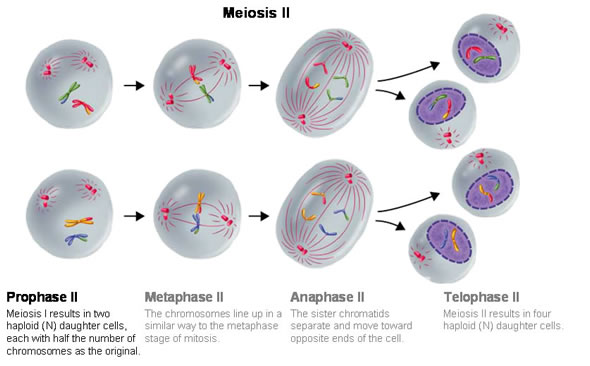 Meiosis II
Prophase II
Meiosis I results in two
haploid (N) daughter cells,
each with half the number of
chromosomes as the original.
Metaphase II
The chromosomes line up in a
similar way to the metaphase
stage of mitosis.
Anaphase II
The sister chromatids
separate and move toward
opposite ends of the cell.
Telophase II
Meiosis II results in four
haploid (N) daughter cells.